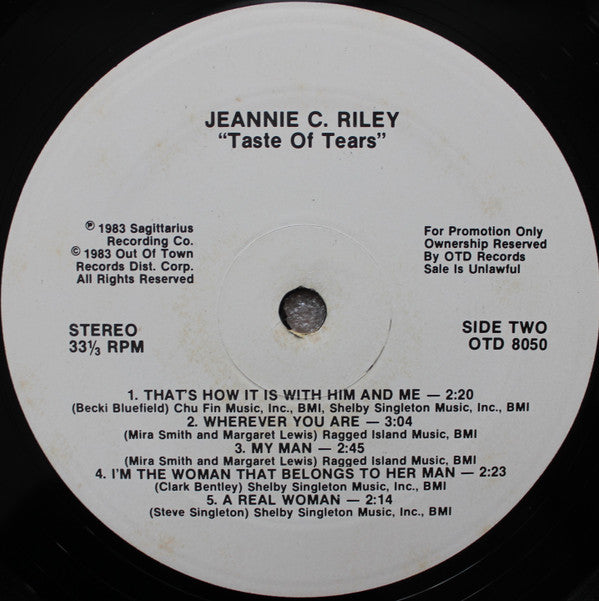 JEANNIE C. RILEY
“Taste Of Tears”
℗ 1983 Sagittarius
Recording Co.
© 1983 Out Of Town
Records Dist. Corp.
All Rights Reserved
For Promotion Only
Ownership Reserved
By OTD Records
Sale Is Unlawful
STEREO
33⅓ RPM
SIDE TWO
OTD 8050
1. THAT'S HOW IT IS WITH HIM AND ME — 2:20
(Becki Bluefield) Chu Fin Music, Inc., BMI, Shelby Singleton Music, Inc., BMI
2. WHEREVER YOU ARE — 3:04
(Mira Smith and Margaret Lewis) Ragged Island Music, BMI
3. MY MAN — 2:45
(Mira Smith and Margaret Lewis) Ragged Island Music, BMI
4. I'M THE WOMAN THAT BELONGS TO HER MAN — 2:23
(Clark Bentley) Shelby Singleton Music, Inc., BMI
5. A REAL WOMAN — 2:14
(Steve Singleton) Shelby Singleton Music, Inc., BMI